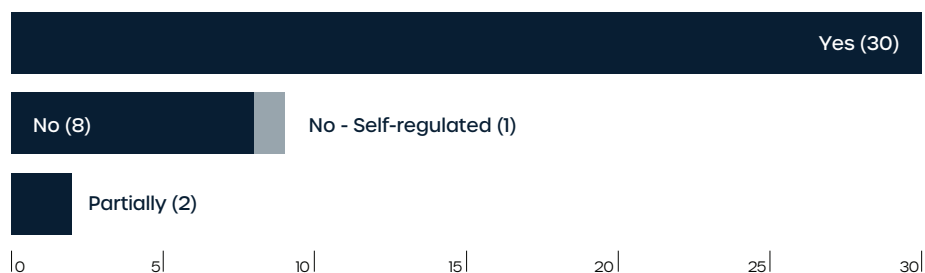 Yes (30)
No (8)
No - Self-regulated (1)
Partially (2)
0 5 10 15 20 25 30